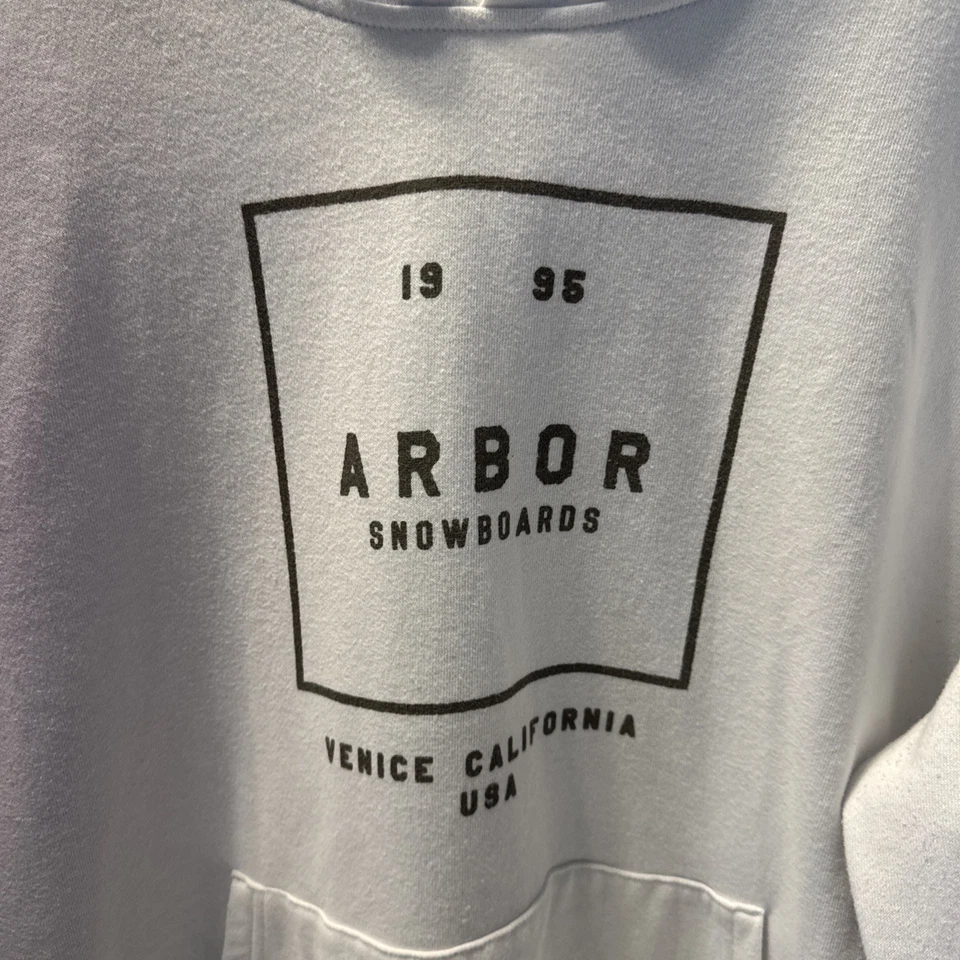 19 95
ARBOR
SNOWBOARDS
VENICE CALIFORNIA
USA